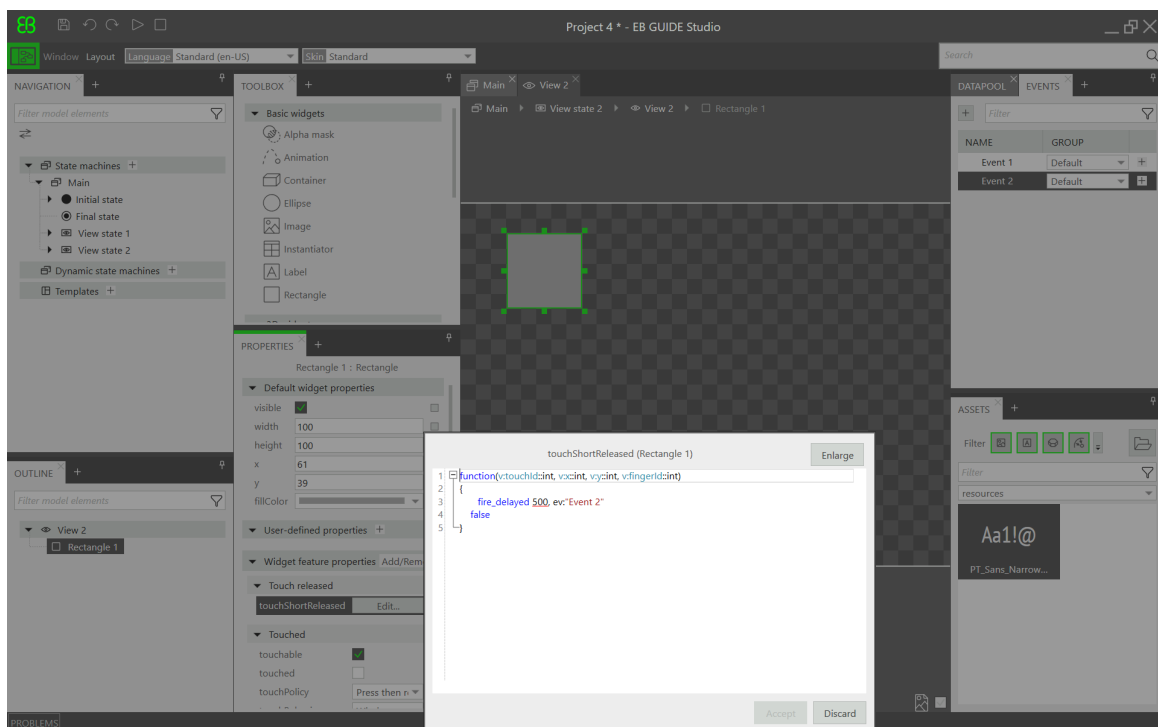 Project 4 * - EB GUIDE Studio
Window Layout Language Standard (en-US) Skin Standard Search
NAVIGATION
Filter model elements
State machines
Main
Initial state
Final state
View state 1
View state 2
Dynamic state machines
Templates
OUTLINE
Filter model elements
View 2
Rectangle 1
PROBLEMS
TOOLBOX
Basic widgets
Alpha mask
Animation
Container
Ellipse
Image
Instantiator
Label
Rectangle
PROPERTIES
Rectangle 1 : Rectangle
Default widget properties
visible
width 100
height 100
x 61
y 39
fillColor
User-defined properties
Widget feature properties Add/Rem
Touch released
touchShortReleased Edit...
Touched
touchable
touched
touchPolicy Press then r
Main View 2
Main View state 2 View 2 Rectangle 1
touchShortReleased (Rectangle 1) Enlarge
1 function(v:touchId::int, v:x::int, v:y::int, v:fingerId::int)
2 {
3 fire_delayed 500, ev:"Event 2"
4 false
5 }
Accept Discard
DATAPOOL EVENTS
Filter
NAME GROUP
Event 1 Default
Event 2 Default
ASSETS
Filter
Filter
resources
Aa1!@
PT_Sans_Narrow...